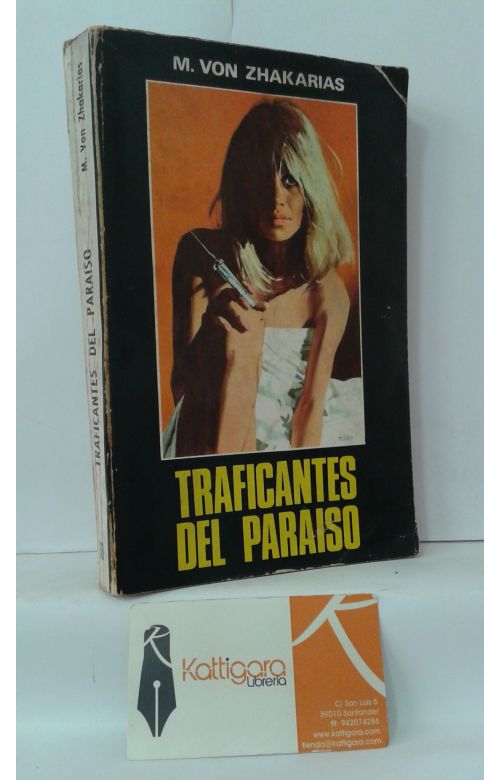 M. VON ZHAKARIAS
TRAFICANTES
DEL PARAISO
M. Von Zhakarias
TRAFICANTES DEL PARAISO
Kattigara
Librería
C/ San Luis 5
39010 Santander
tlf: 942074286
www.kattigara.com
tienda@kattigara.com